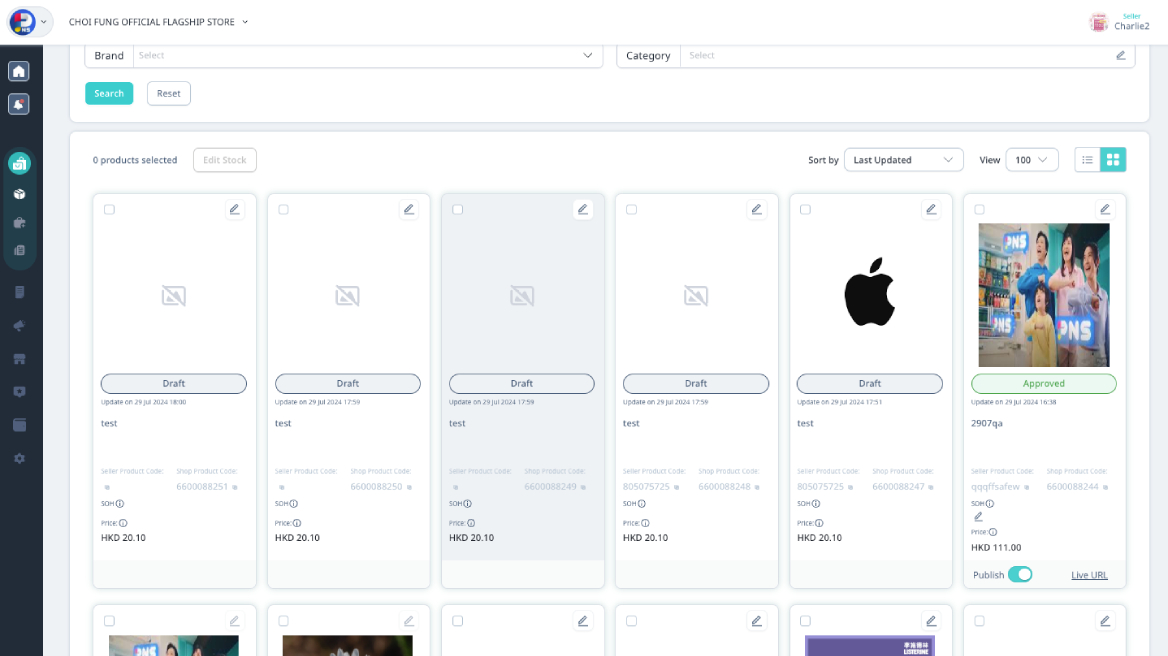 PNS
CHOI FUNG OFFICIAL FLAGSHIP STORE
Seller
Charlie2
Brand
Select
Category
Select
Search
Reset
0 products selected
Edit Stock
Sort by
Last Updated
View
100
Draft
Update on 29 Jul 2024 18:00
test
Seller Product Code:
Shop Product Code:
6600088251
SOH
Price:
HKD 20.10
Draft
Update on 29 Jul 2024 17:59
test
Seller Product Code:
Shop Product Code:
6600088250
SOH
Price:
HKD 20.10
Draft
Update on 29 Jul 2024 17:59
test
Seller Product Code:
Shop Product Code:
6600088249
SOH
Price:
HKD 20.10
Draft
Update on 29 Jul 2024 17:59
test
Seller Product Code:
Shop Product Code:
805075725
6600088248
SOH
Price:
HKD 20.10
Draft
Update on 29 Jul 2024 17:51
test
Seller Product Code:
Shop Product Code:
805075725
6600088247
SOH
Price:
HKD 20.10
PNS
PNS
PNS
Approved
Update on 29 Jul 2024 16:38
2907qa
Seller Product Code:
Shop Product Code:
qqqffsafew
6600088244
SOH
Price:
HKD 111.00
Publish
Live URL
PNS
LISTERINE